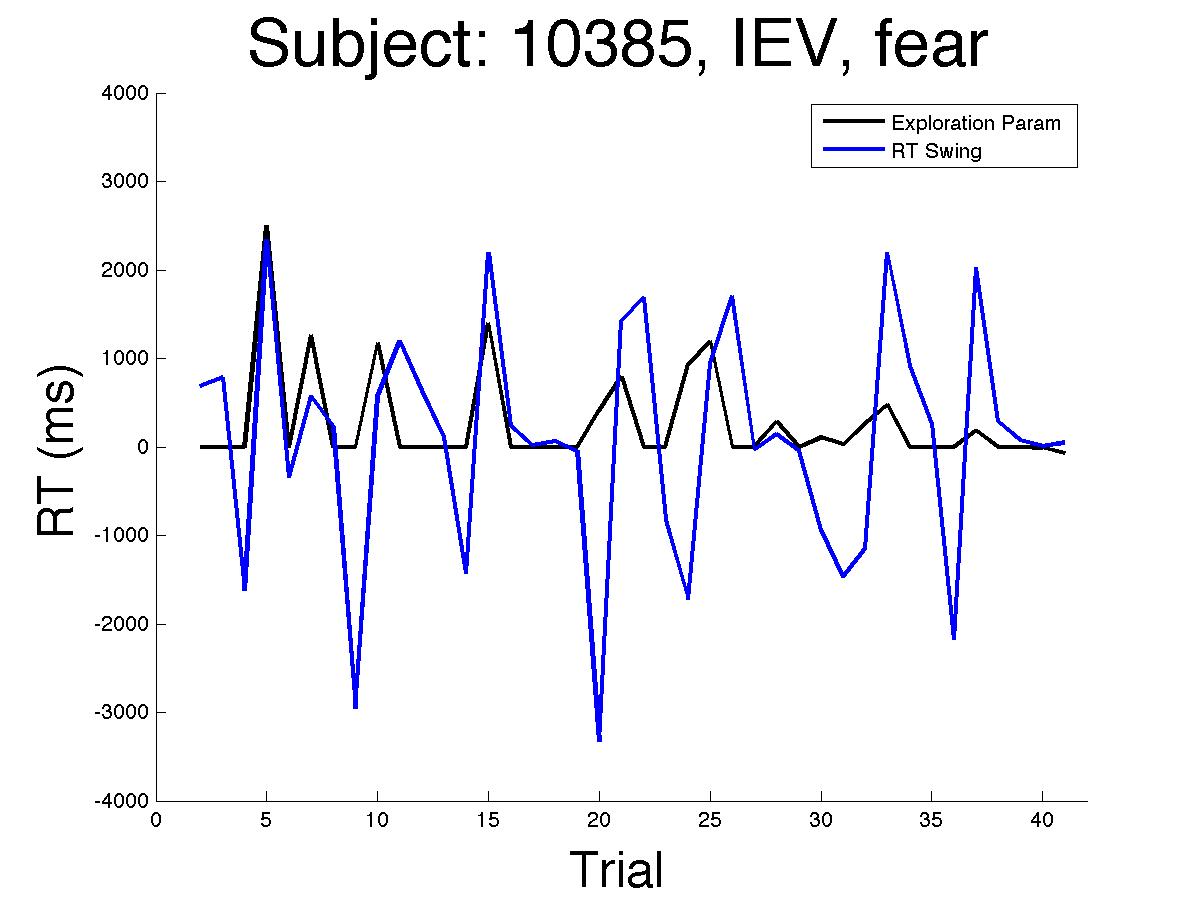 Subject: 10385, IEV, fear
4000
3000
2000
1000
0
-1000
-2000
-3000
-4000
RT (ms)
Exploration Param
RT Swing
0 5 10 15 20 25 30 35 40
Trial